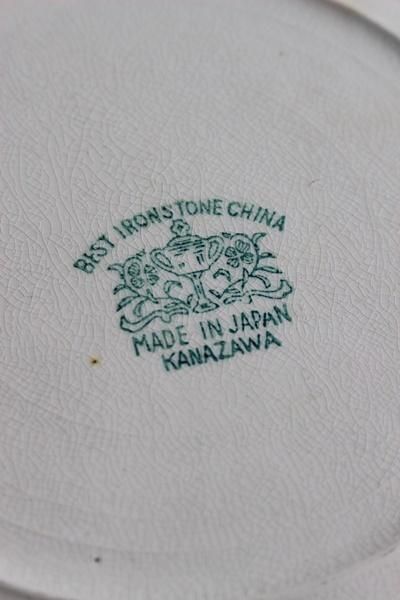 BEST IRONSTONE CHINA
MADE IN JAPAN
KANAZAWA